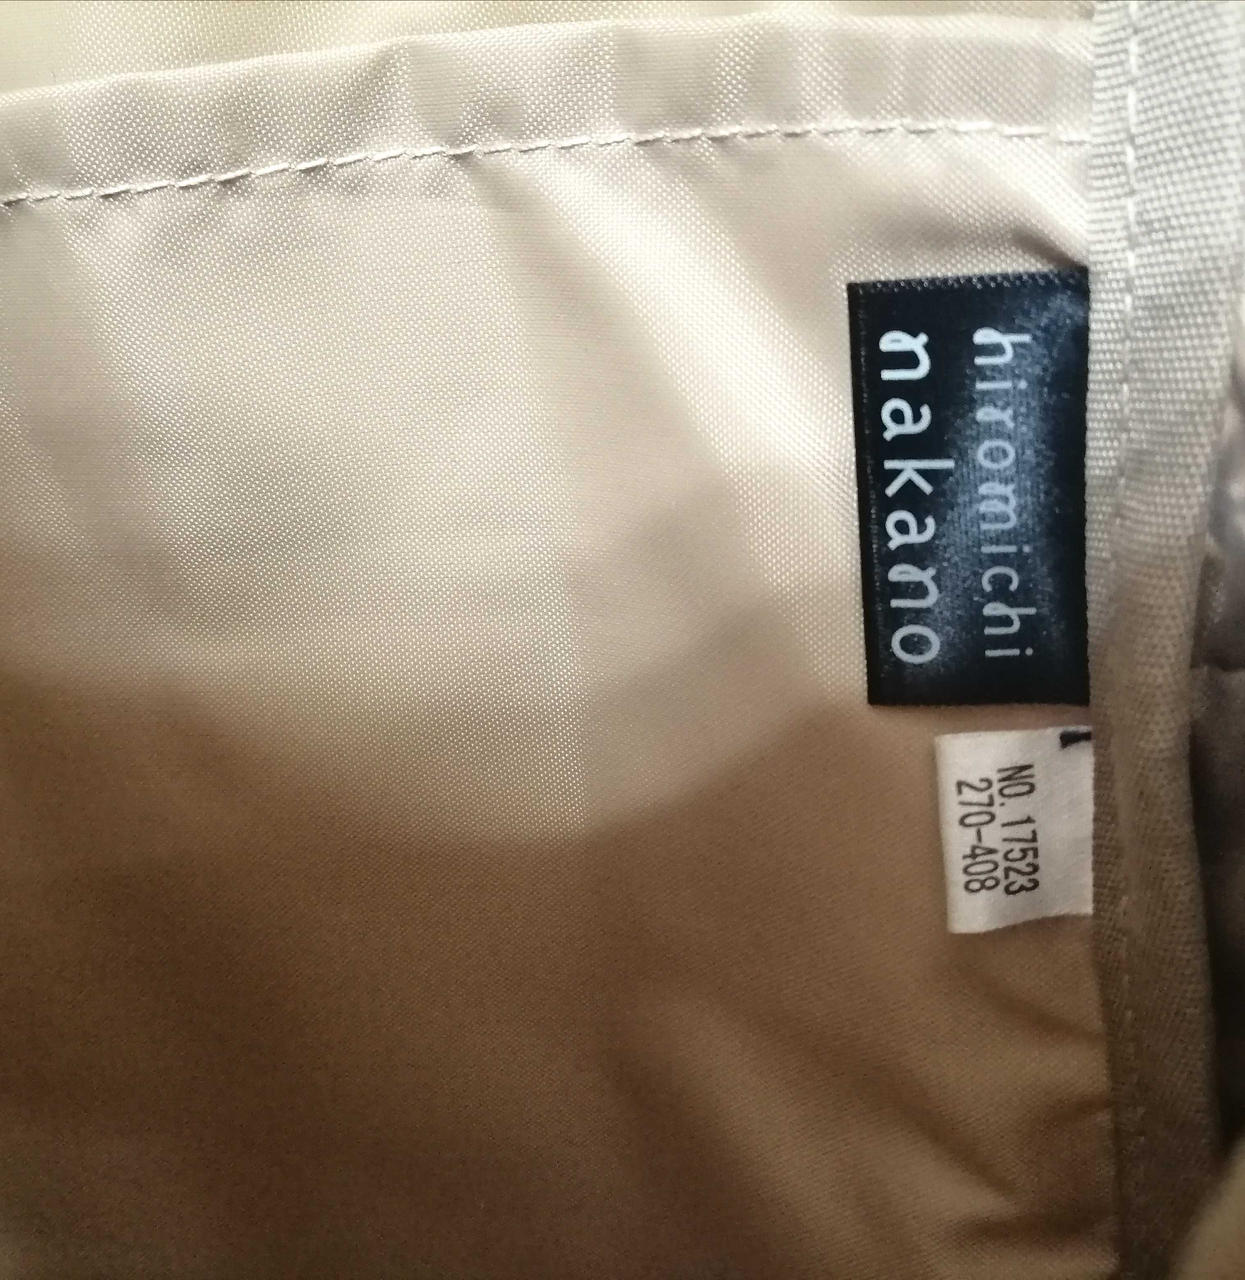 hiromichi
nakano
NO. 17523
270-408